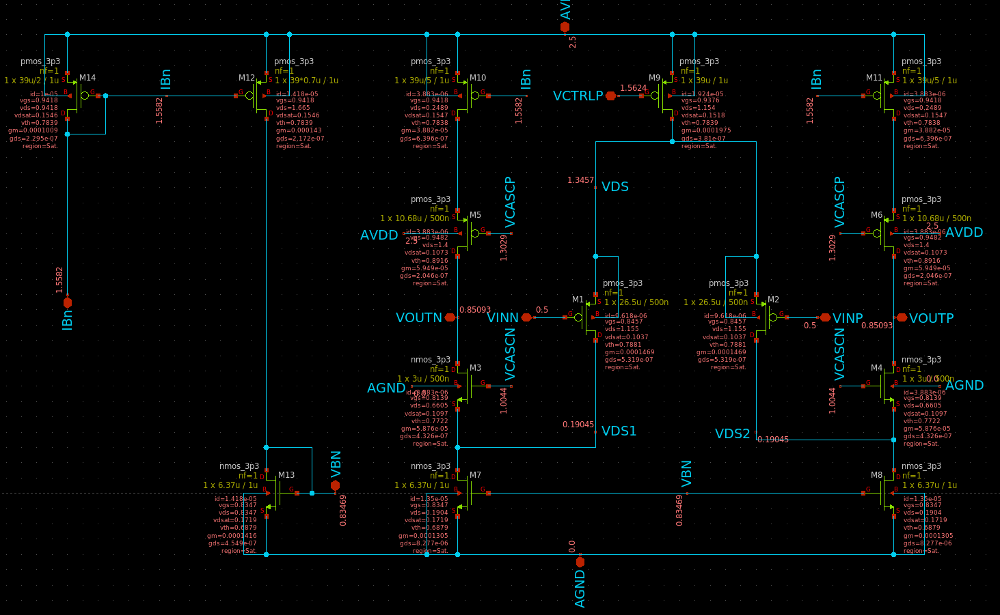 AV
2.5
pmos_3p3
nf=1
1 x 39u/2 / 1u
M14
id=1e-05
vgs=0.9418
vds=0.9418
vdsat=0.1546
vth=0.7839
gm=0.0001009
gds=2.295e-07
region=Sat.
IBn
1.5582
pmos_3p3
nf=1
1 x 39*0.7u / 1u
M12
id=1.418e-05
vgs=0.9418
vds=1.665
vdsat=0.1546
vth=0.7839
gm=0.000143
gds=2.172e-07
region=Sat.
pmos_3p3
nf=1
1 x 39u/5 / 1u
M10
id=3.883e-06
vgs=0.9418
vds=0.2489
vdsat=0.1547
vth=0.7838
gm=3.882e-05
gds=6.396e-07
region=Sat.
IBn
1.5582
VCTRLP
1.5624
pmos_3p3
nf=1
1 x 39u / 1u
M9
id=1.924e-05
vgs=0.9376
vds=1.154
vdsat=0.1518
vth=0.7839
gm=0.0001975
gds=3.81e-07
region=Sat.
IBn
1.5582
pmos_3p3
nf=1
1 x 39u/5 / 1u
M11
id=3.883e-06
vgs=0.9418
vds=0.2489
vdsat=0.1547
vth=0.7838
gm=3.882e-05
gds=6.396e-07
region=Sat.
1.3457
VDS
pmos_3p3
nf=1
1 x 10.68u / 500n
M5
AVDD
2.5
id=3.883e-06
vgs=0.9482
vds=1.4
vdsat=0.1073
vth=0.8916
gm=5.949e-05
gds=2.046e-07
region=Sat.
VCASCP
1.3029
VCASCP
1.3029
pmos_3p3
nf=1
1 x 10.68u / 500n
M6
2.5
AVDD
id=3.883e-06
vgs=0.9482
vds=1.4
vdsat=0.1073
vth=0.8916
gm=5.949e-05
gds=2.046e-07
region=Sat.
1.5582
IBn
VOUTN
0.85093
VINN
0.5
pmos_3p3
nf=1
1 x 26.5u / 500n
M1
id=9.618e-06
vgs=0.8457
vds=1.155
vdsat=0.1037
vth=0.7881
gm=0.0001469
gds=5.319e-07
region=Sat.
pmos_3p3
nf=1
1 x 26.5u / 500n
M2
id=9.618e-06
vgs=0.8457
vds=1.155
vdsat=0.1037
vth=0.7881
gm=0.0001469
gds=5.319e-07
region=Sat.
VINP
0.5
0.85093
VOUTP
nmos_3p3
nf=1
1 x 3u / 500n
M3
AGND
0.0
id=3.883e-06
vgs=0.8139
vds=0.6605
vdsat=0.1097
vth=0.7722
gm=5.876e-05
gds=4.326e-07
region=Sat.
VCASCN
1.0044
VCASCN
1.0044
nmos_3p3
nf=1
1 x 3u / 500n
M4
0.0
AGND
id=3.883e-06
vgs=0.8139
vds=0.6605
vdsat=0.1097
vth=0.7722
gm=5.876e-05
gds=4.326e-07
region=Sat.
0.19045
VDS1
VDS2
0.19045
nmos_3p3
nf=1
1 x 6.37u / 1u
M13
id=1.418e-05
vgs=0.8347
vds=0.8347
vdsat=0.1719
vth=0.6879
gm=0.0001416
gds=4.549e-07
region=Sat.
VBN
0.83469
nmos_3p3
nf=1
1 x 6.37u / 1u
M7
id=1.35e-05
vgs=0.8347
vds=0.1904
vdsat=0.1719
vth=0.6879
gm=0.0001305
gds=8.277e-06
region=Sat.
VBN
0.83469
nmos_3p3
nf=1
1 x 6.37u / 1u
M8
id=1.35e-05
vgs=0.8347
vds=0.1904
vdsat=0.1719
vth=0.6879
gm=0.0001305
gds=8.277e-06
region=Sat.
0.0
AGND